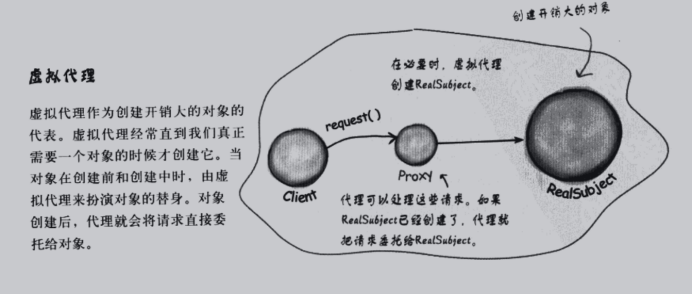 虚拟代理
虚拟代理作为创建开销大的对象的
代表。虚拟代理经常直到我们真正
需要一个对象的时候才创建它。当
对象在创建前和创建中时，由虚
拟代理来扮演对象的替身。对象
创建后，代理就会将请求直接委
托给对象。
创建开销大的对象
在必要时，虚拟代理
创建RealSubject。
request()
Client
Proxy
RealSubject
代理可以处理这些请求。如果
RealSubject已经创建了，代理就
把请求委托给RealSubject。